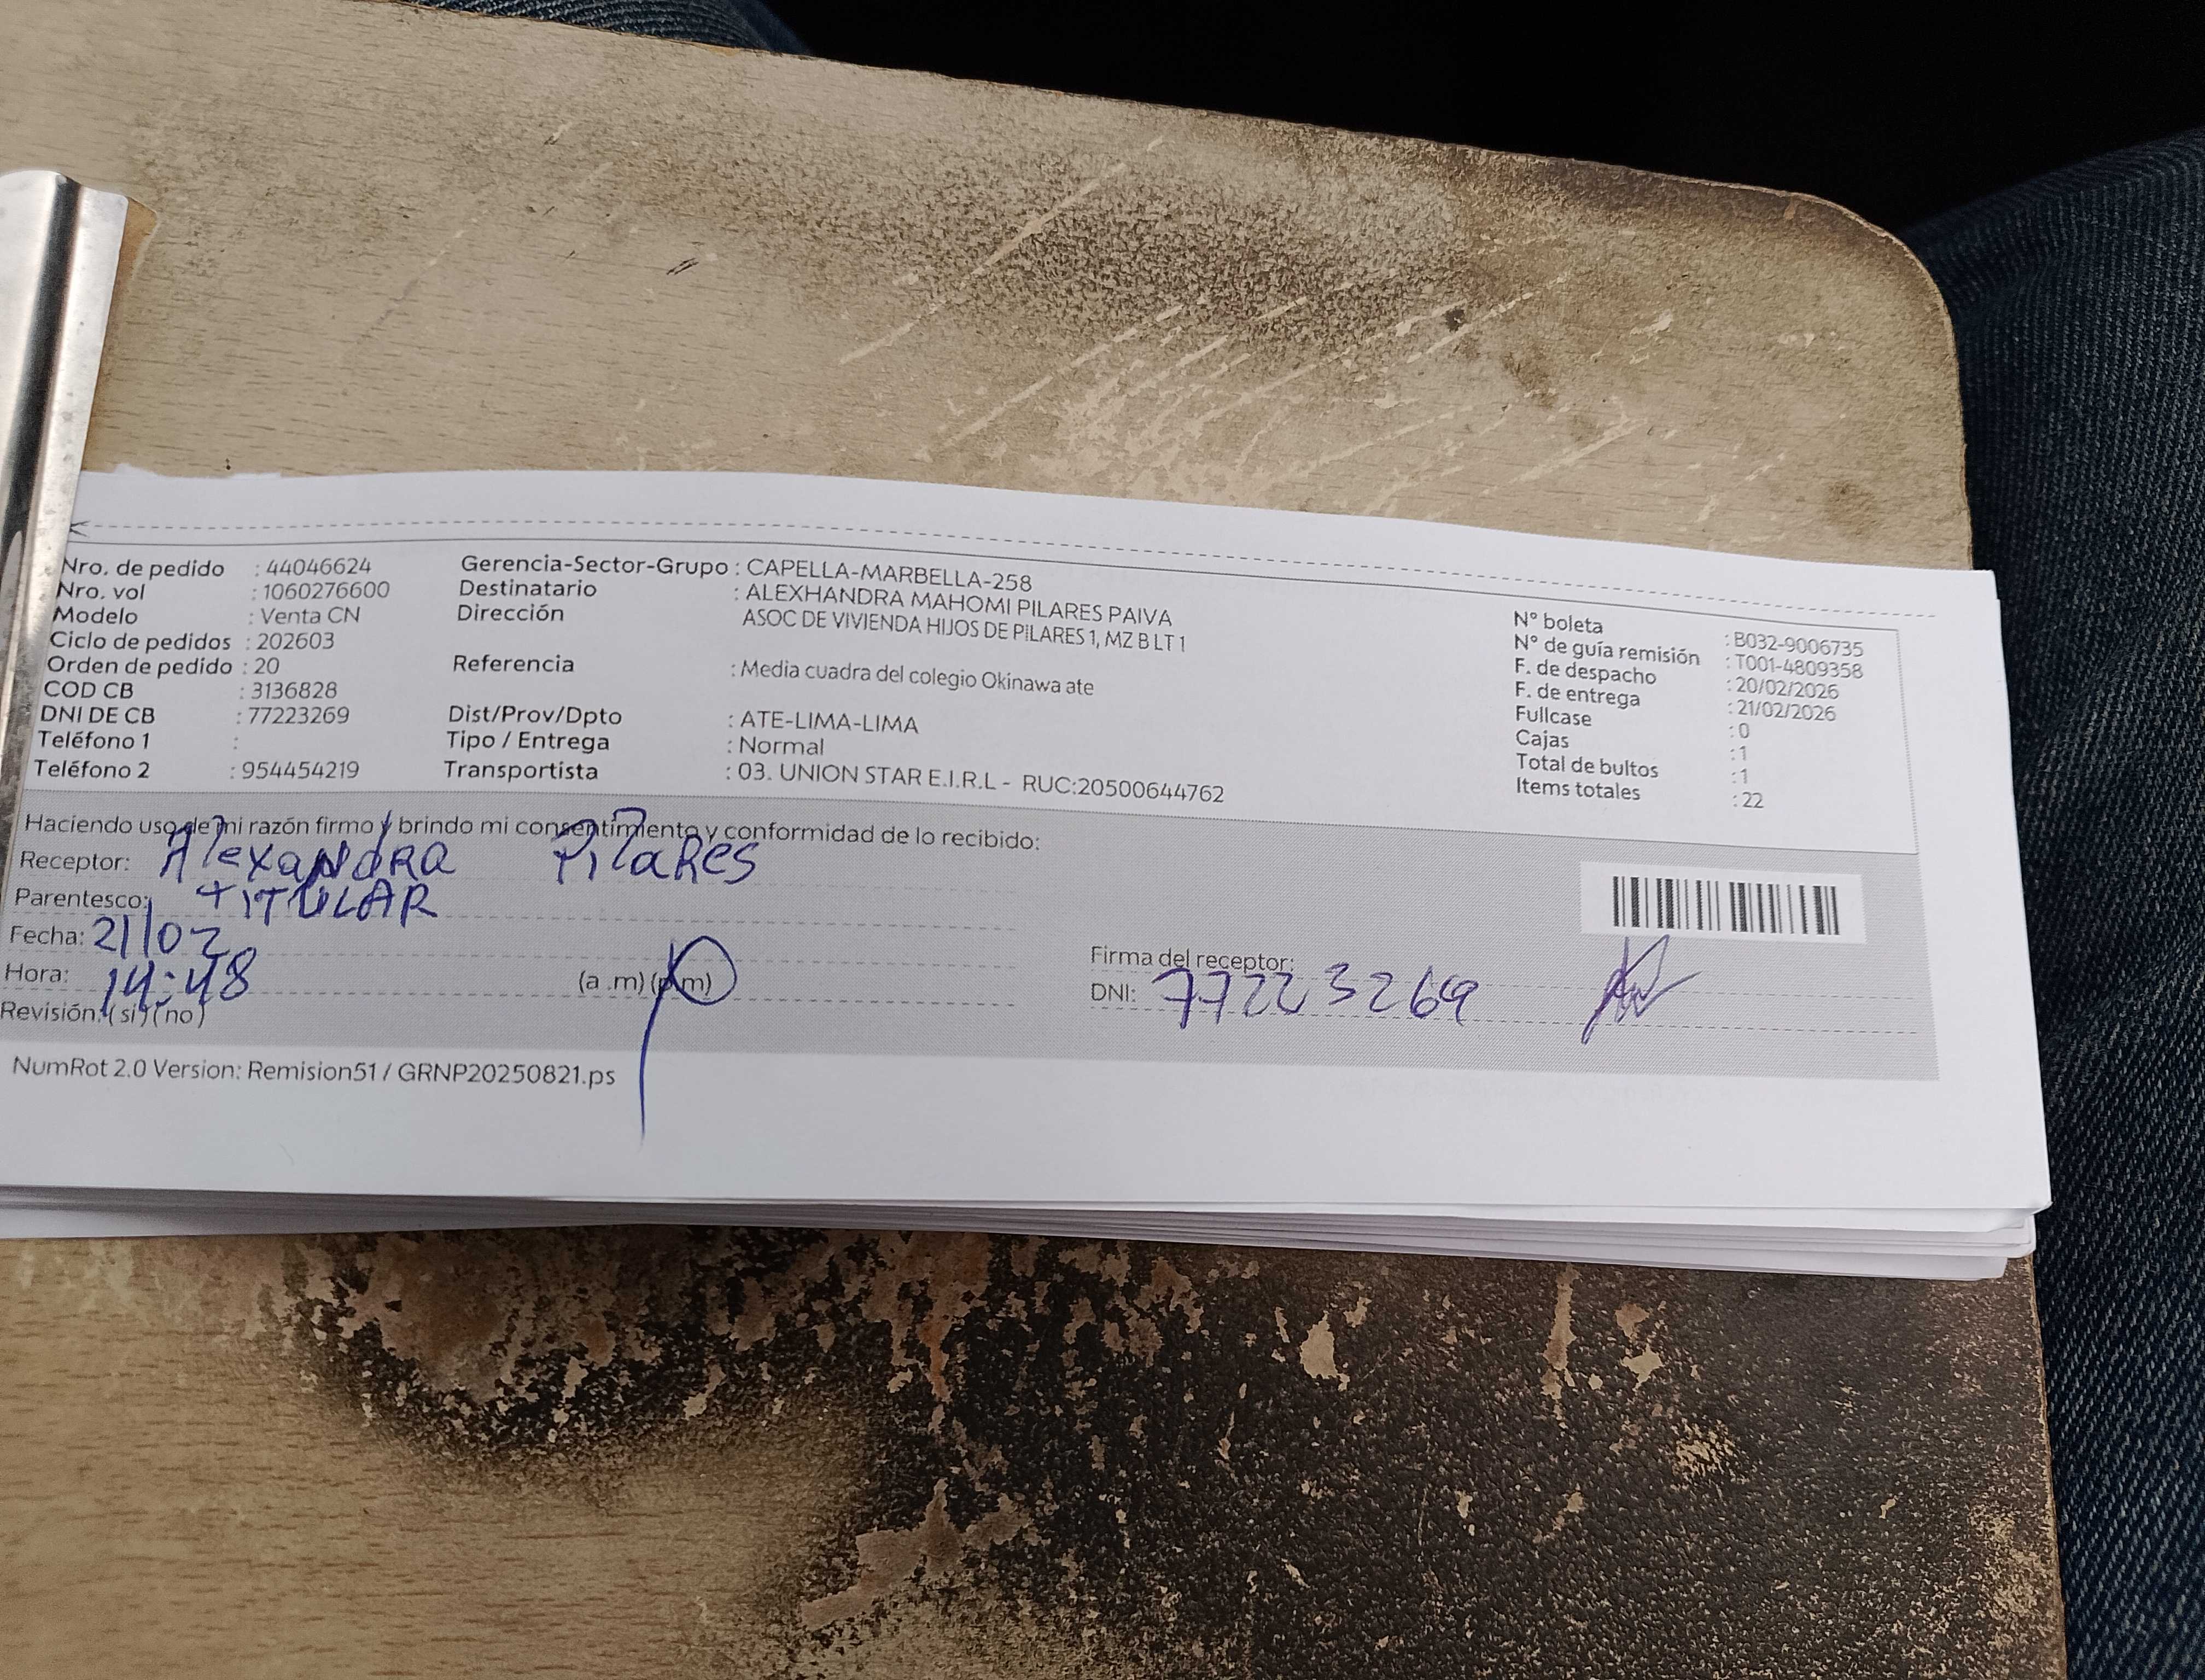 Nro. de pedido : 44046624
Nro. vol : 1060276600
Modelo : Venta CN
Ciclo de pedidos : 202603
Orden de pedido : 20
COD CB : 3136828
DNI DE CB : 77223269
Teléfono 1 :
Teléfono 2 : 954454219
Gerencia-Sector-Grupo : CAPELLA-MARBELLA-258
Destinatario : ALEXHANDRA MAHOMI PILARES PAIVA
Dirección ASOC DE VIVIENDA HIJOS DE PILARES 1, MZ B LT 1
Referencia : Media cuadra del colegio Okinawa ate
Dist/Prov/Dpto : ATE-LIMA-LIMA
Tipo / Entrega : Normal
Transportista : 03. UNION STAR E.I.R.L - RUC:20500644762
N° boleta : B032-9006735
N° de guía remisión : T001-4809358
F. de despacho : 20/02/2026
F. de entrega : 21/02/2026
Fullcase : 0
Cajas : 1
Total de bultos : 1
Items totales : 22
Haciendo uso de mi razón firmo y brindo mi consentimiento y conformidad de lo recibido:
Receptor: Alexandra Pilares
Parentesco: TITULAR
Fecha: 21/02
Hora: 14:48 (a .m) (p.m)
Revisión: ( si ) ( no )
Firma del receptor:
DNI: 77223269
NumRot 2.0 Version: Remision51 / GRNP20250821.ps